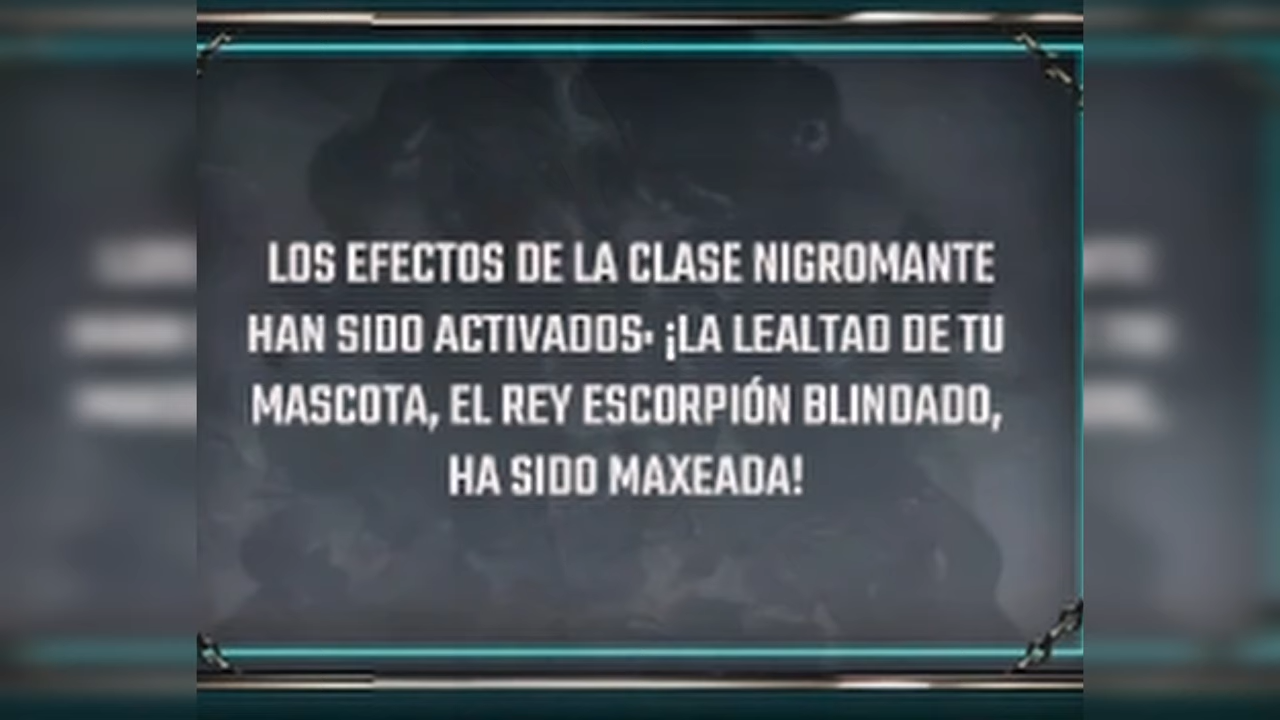 LOS EFECTOS DE LA CLASE NIGROMANTE
HAN SIDO ACTIVADOS· ¡LA LEALTAD DE TU
MASCOTA, EL REY ESCORPIÓN BLINDADO,
HA SIDO MAXEADA!